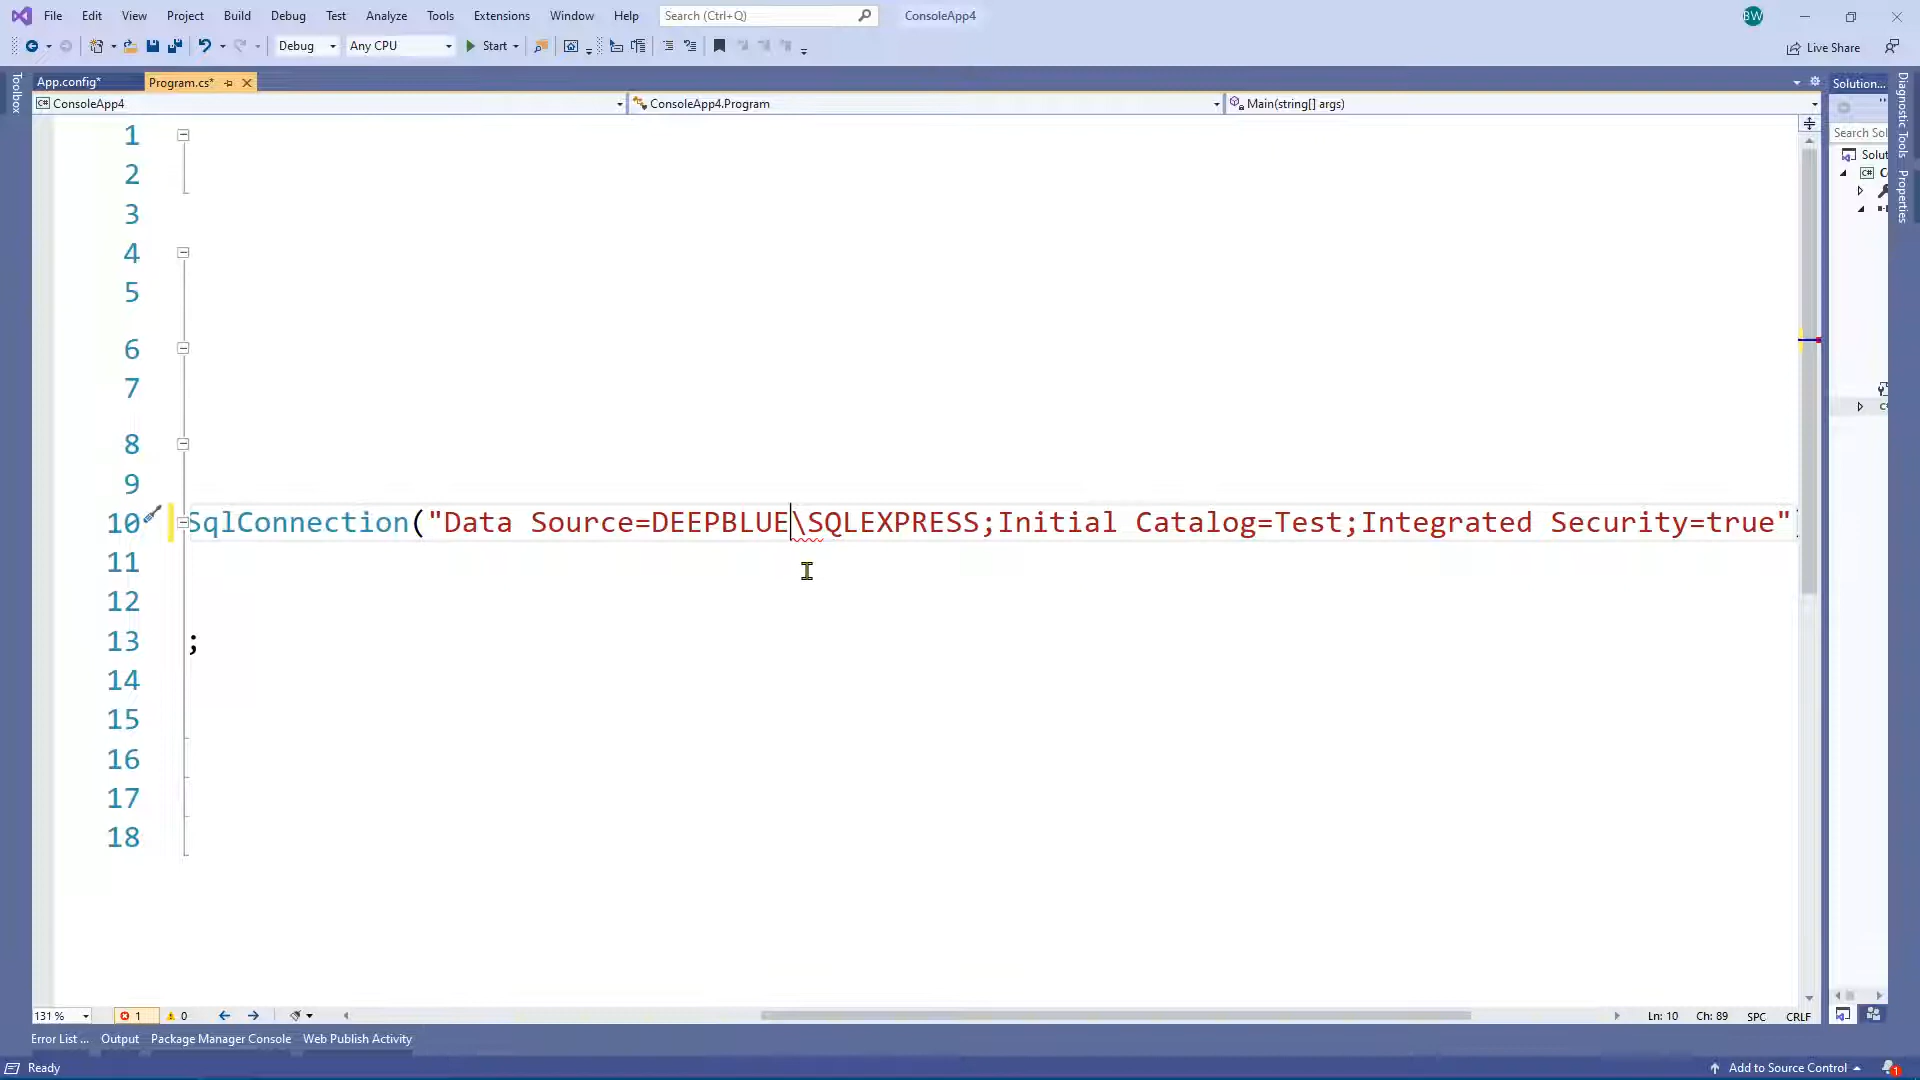 File Edit View Project Build Debug Test Analyze Tools Extensions Window Help Search (Ctrl+Q) ConsoleApp4 BW
Debug Any CPU Start Live Share
App.config* Program.cs* Solution...
C# ConsoleApp4 ConsoleApp4.Program Main(string[] args)
Toolbox
Diagnostic Tools
Properties
Search Sol
Solut
C# C
1
2
3
4
5
6
7
8
9
10 SqlConnection("Data Source=DEEPBLUE\SQLEXPRESS;Initial Catalog=Test;Integrated Security=true")
11
12
13 ;
14
15
16
17
18
131 % 1 0 Ln: 10 Ch: 89 SPC CRLF
Error List ... Output Package Manager Console Web Publish Activity
Ready Add to Source Control 1